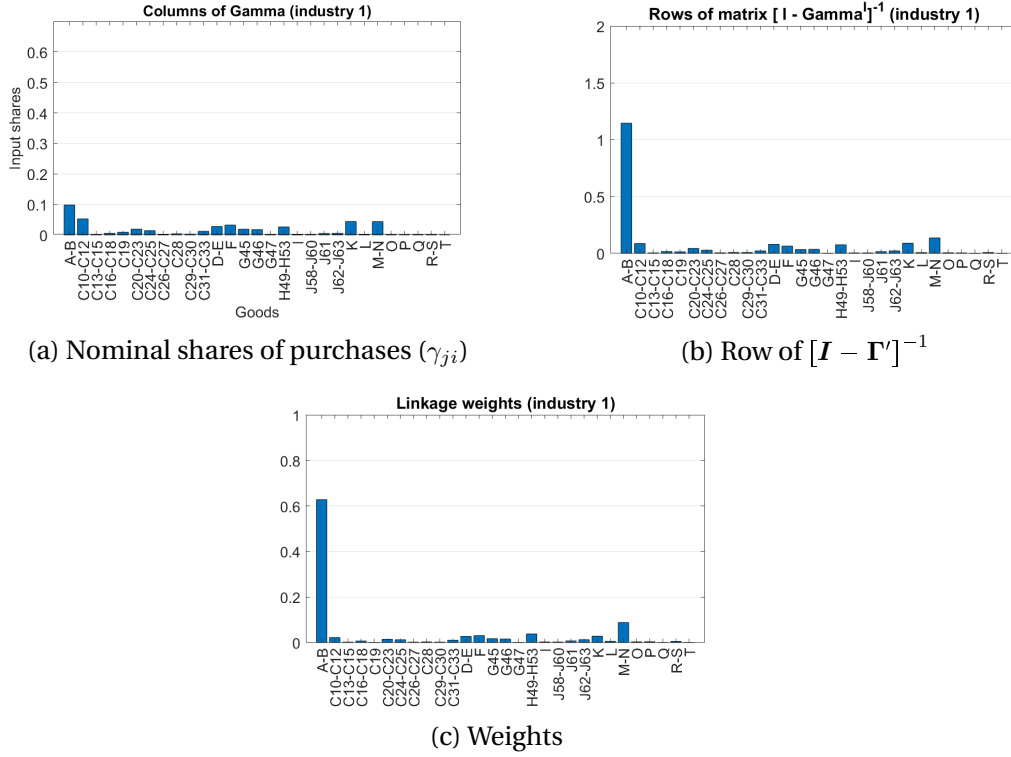 Columns of Gamma (industry 1)
Input shares
0.6
0.5
0.4
0.3
0.2
0.1
0
A-B
C10-C12
C13-C15
C16-C18
C19
C20-C23
C24-C25
C26-C27
C28
C29-C30
C31-C33
D-E
F
G45
G46
G47
H49-H53
I
J58-J60
J61
J62-J63
K
L
M-N
O
P
Q
R-S
T
Goods
(a) Nominal shares of purchases (γji)
Rows of matrix [ I - Gamma^I]^-1 (industry 1)
2
1.5
1
0.5
0
A-B
C10-C12
C13-C15
C16-C18
C19
C20-C23
C24-C25
C26-C27
C28
C29-C30
C31-C33
D-E
F
G45
G46
G47
H49-H53
I
J58-J60
J61
J62-J63
K
L
M-N
O
P
Q
R-S
T
(b) Row of [I − Γ′]⁻¹
Linkage weights (industry 1)
1
0.8
0.6
0.4
0.2
0
A-B
C10-C12
C13-C15
C16-C18
C19
C20-C23
C24-C25
C26-C27
C28
C29-C30
C31-C33
D-E
F
G45
G46
G47
H49-H53
I
J58-J60
J61
J62-J63
K
L
M-N
O
P
Q
R-S
T
(c) Weights